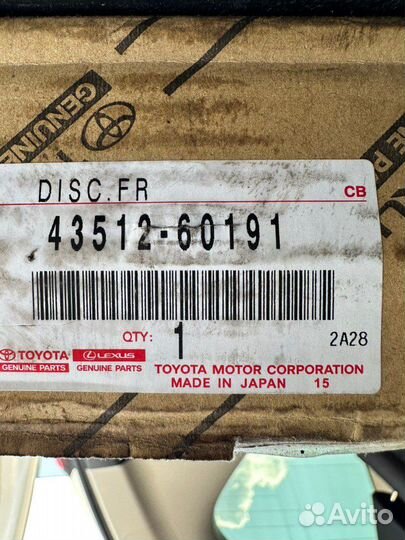 GENUINE
DISC.FR
CB
43512-60191
QTY: 1
2A28
TOYOTA
GENUINE PARTS
LEXUS
GENUINE PARTS
TOYOTA MOTOR CORPORATION
MADE IN JAPAN 15
Avito